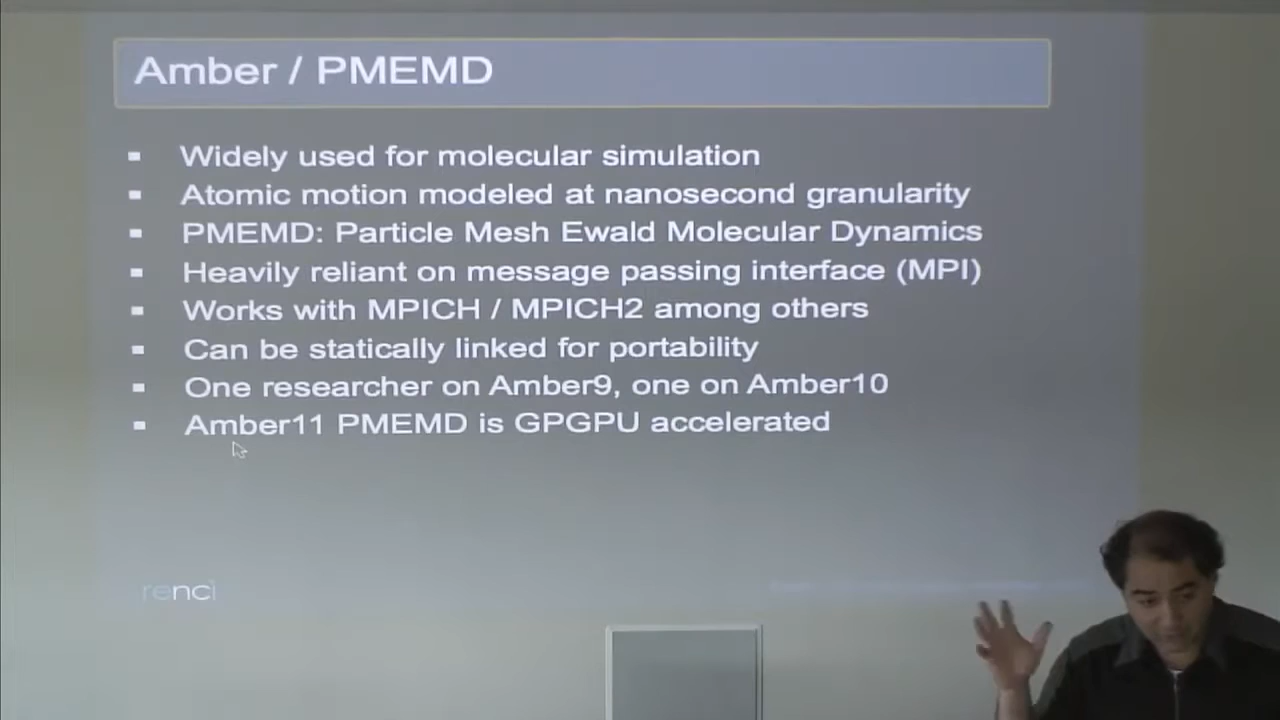 Amber / PMEMD
Widely used for molecular simulation
Atomic motion modeled at nanosecond granularity
PMEMD: Particle Mesh Ewald Molecular Dynamics
Heavily reliant on message passing interface (MPI)
Works with MPICH / MPICH2 among others
Can be statically linked for portability
One researcher on Amber9, one on Amber10
Amber11 PMEMD is GPGPU accelerated
renci